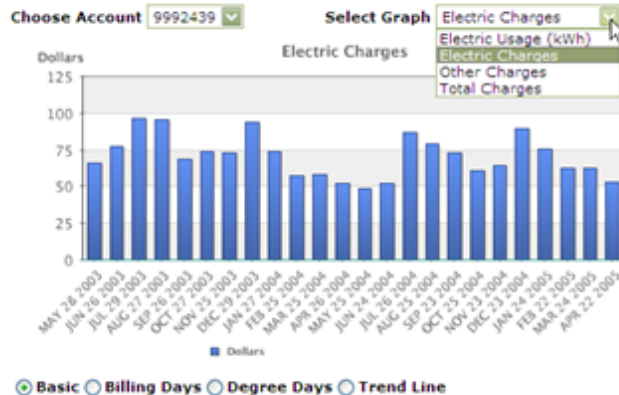 Choose Account 9992439 Select Graph Electric Charges
Electric Usage (kWh)
Electric Charges
Other Charges
Total Charges
Dollars
Electric Charges
125
100
75
50
25
0
MAY 28 2003 JUN 26 2003 JUL 29 2003 AUG 27 2003 SEP 26 2003 OCT 27 2003 NOV 25 2003 DEC 29 2003 JAN 27 2004 FEB 25 2004 MAR 25 2004 APR 26 2004 MAY 25 2004 JUN 24 2004 JUL 26 2004 AUG 25 2004 SEP 23 2004 OCT 25 2004 NOV 23 2004 DEC 23 2004 JAN 24 2005 FEB 22 2005 MAR 24 2005 APR 22 2005
Dollars
Basic Billing Days Degree Days Trend Line